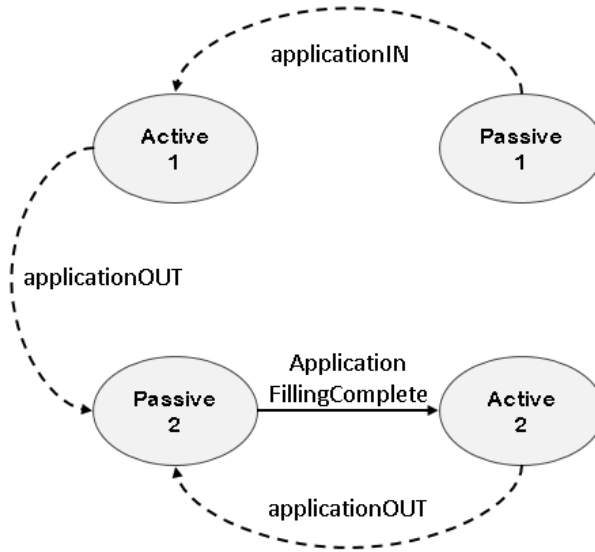 applicationIN
Active
1
Passive
1
applicationOUT
Application
FillingComplete
Passive
2
Active
2
applicationOUT